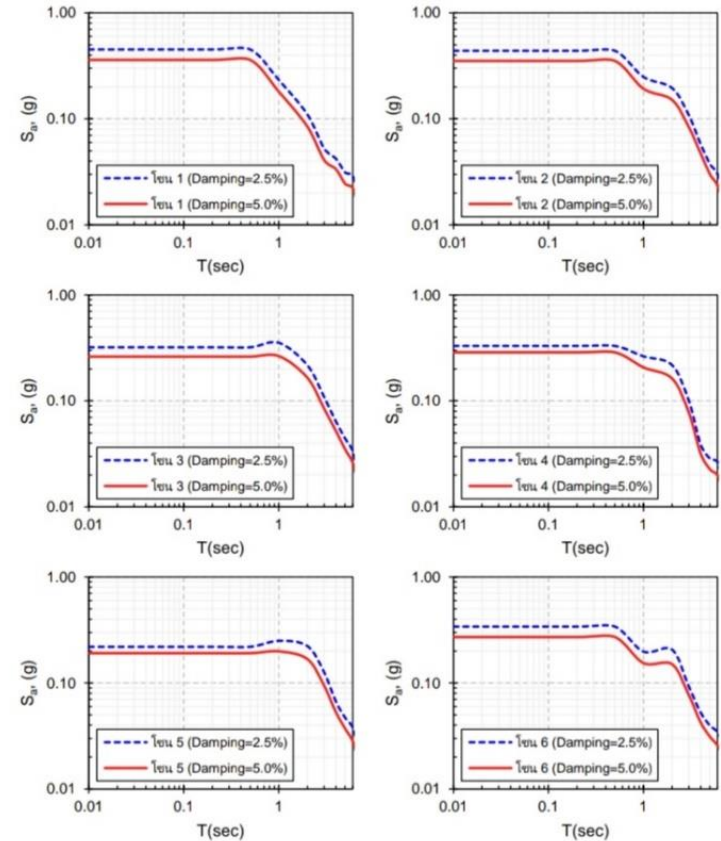 1.00
0.10
0.01
Sa, (g)
โซน 1 (Damping=2.5%)
โซน 1 (Damping=5.0%)
0.01
0.1
1
T(sec)
1.00
0.10
0.01
Sa, (g)
โซน 2 (Damping=2.5%)
โซน 2 (Damping=5.0%)
0.01
0.1
1
T(sec)
1.00
0.10
0.01
Sa, (g)
โซน 3 (Damping=2.5%)
โซน 3 (Damping=5.0%)
0.01
0.1
1
T(sec)
1.00
0.10
0.01
Sa, (g)
โซน 4 (Damping=2.5%)
โซน 4 (Damping=5.0%)
0.01
0.1
1
T(sec)
1.00
0.10
0.01
Sa, (g)
โซน 5 (Damping=2.5%)
โซน 5 (Damping=5.0%)
0.01
0.1
1
T(sec)
1.00
0.10
0.01
Sa, (g)
โซน 6 (Damping=2.5%)
โซน 6 (Damping=5.0%)
0.01
0.1
1
T(sec)